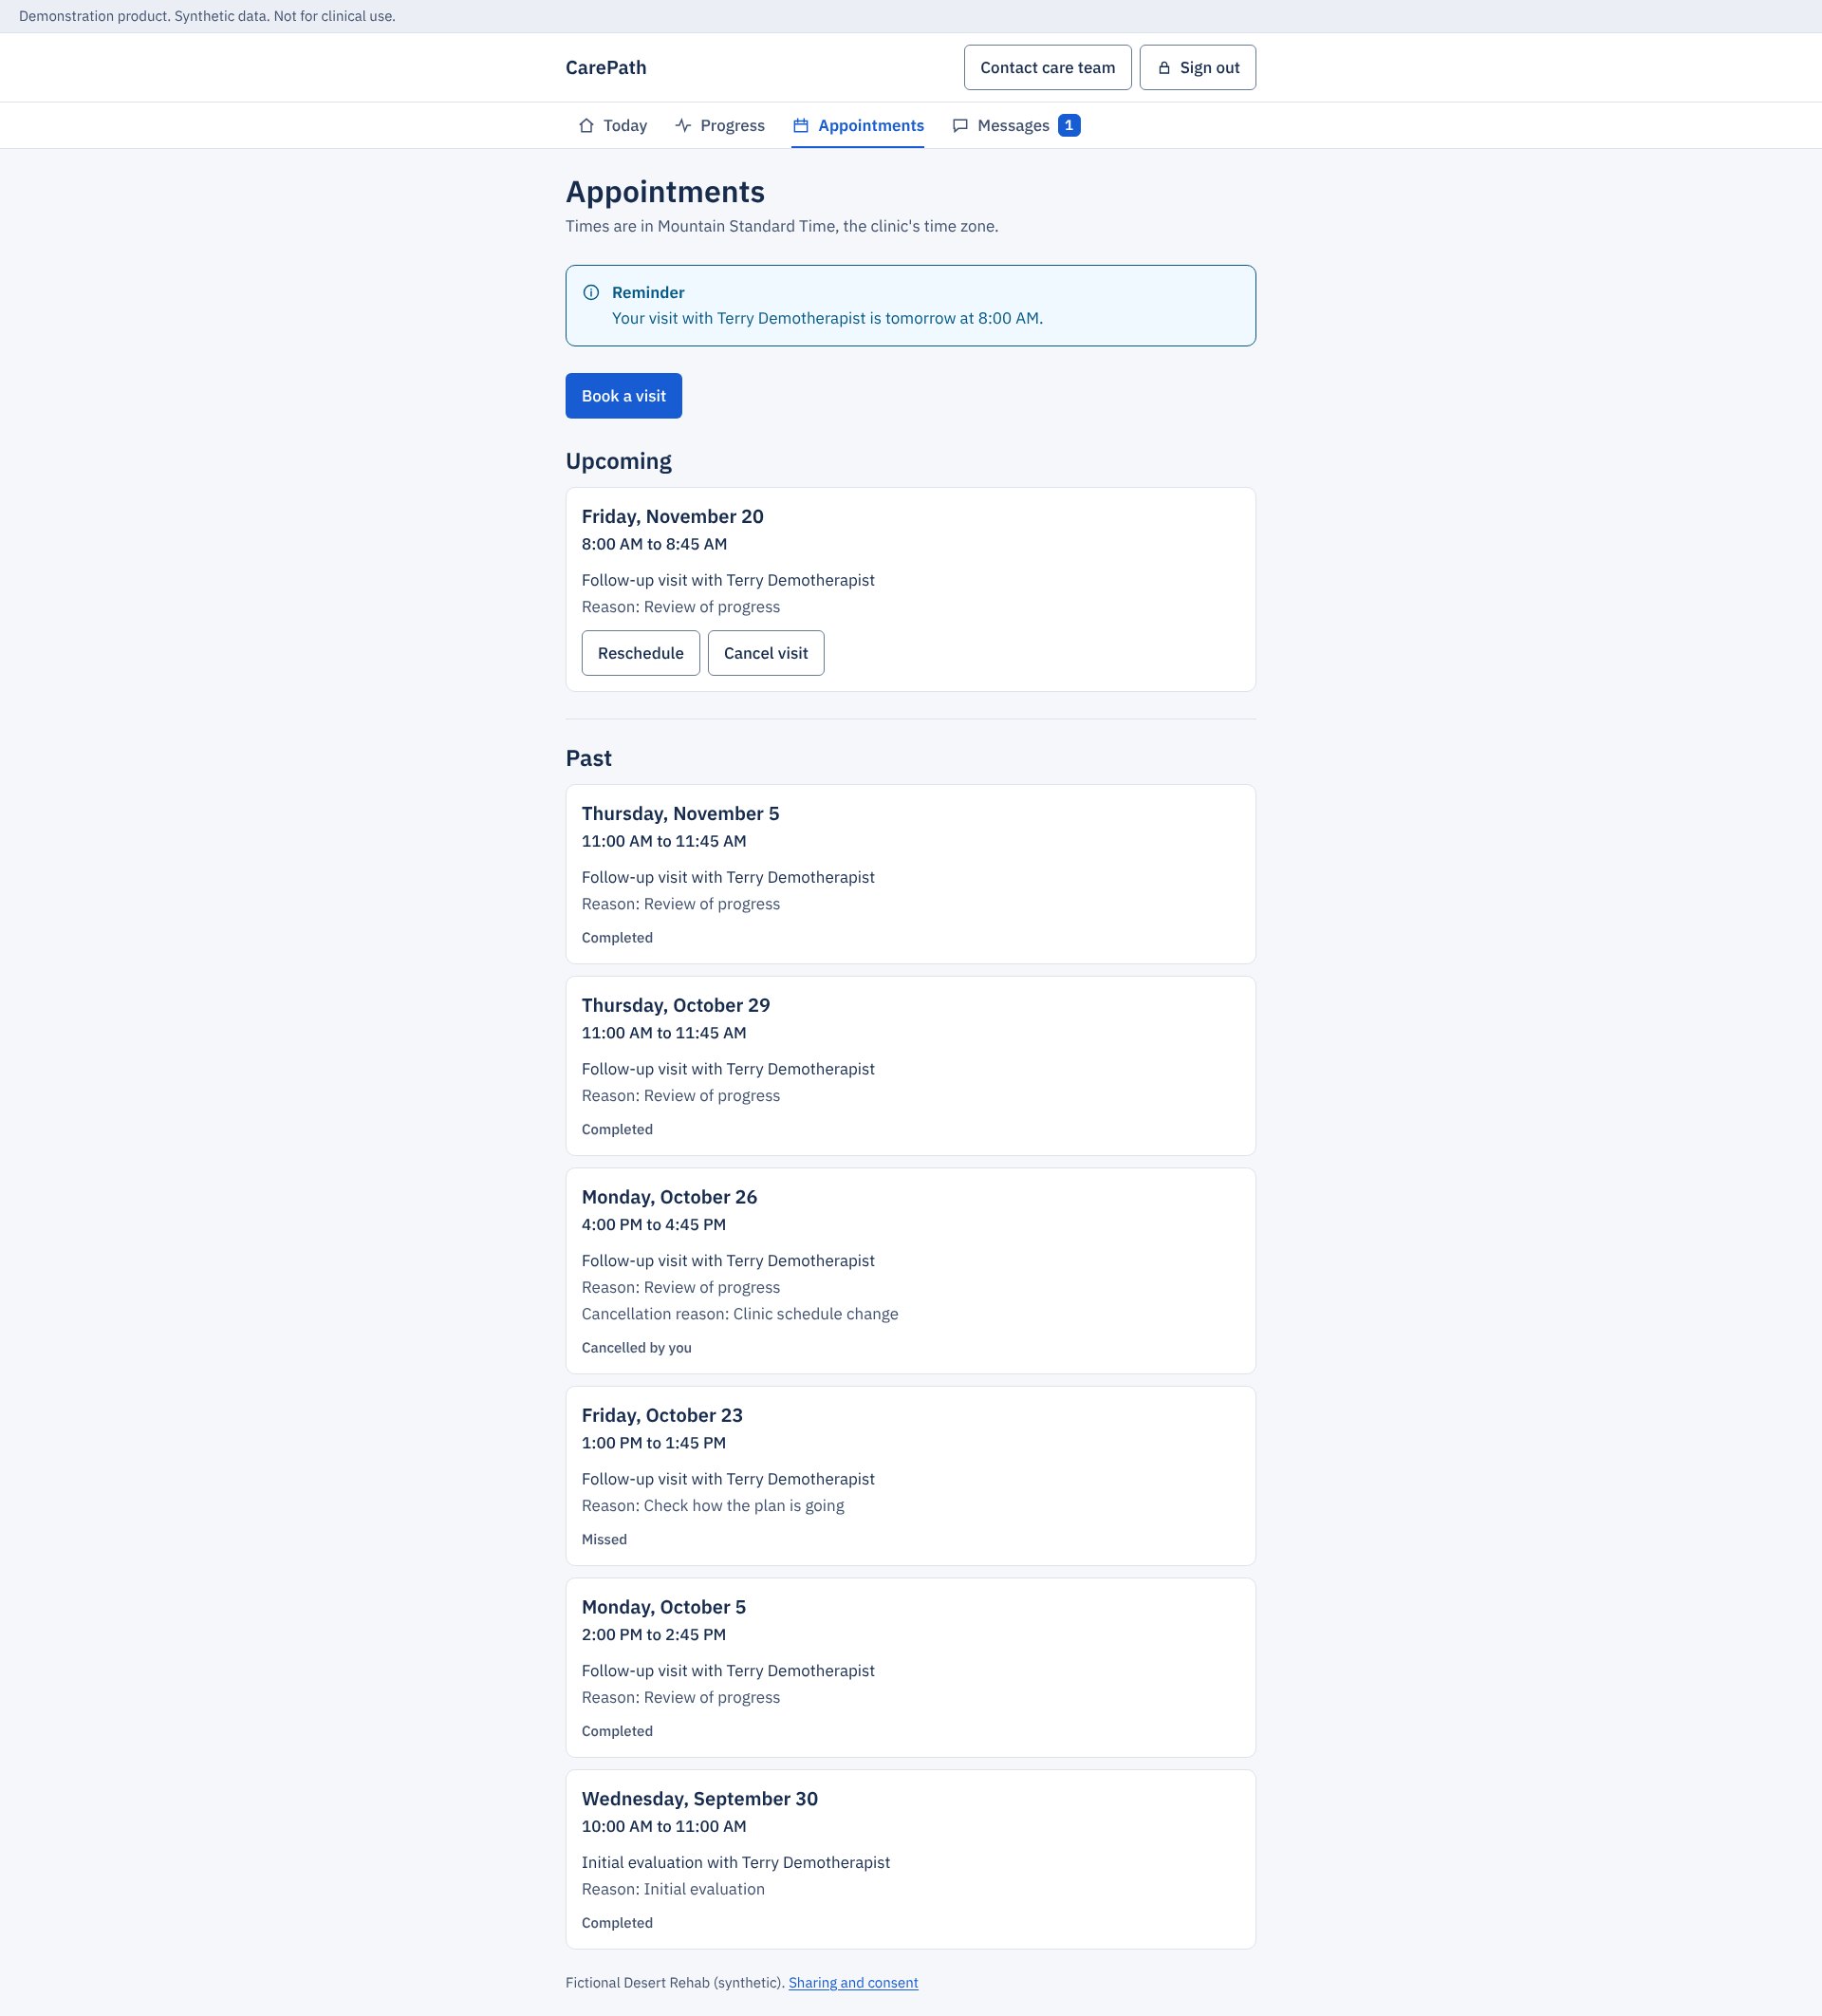 Demonstration product. Synthetic data. Not for clinical use.
CarePath
Contact care team
Sign out
Today
Progress
Appointments
Messages 1
Appointments
Times are in Mountain Standard Time, the clinic's time zone.
Reminder
Your visit with Terry Demotherapist is tomorrow at 8:00 AM.
Book a visit
Upcoming
Friday, November 20
8:00 AM to 8:45 AM
Follow-up visit with Terry Demotherapist
Reason: Review of progress
Reschedule
Cancel visit
Past
Thursday, November 5
11:00 AM to 11:45 AM
Follow-up visit with Terry Demotherapist
Reason: Review of progress
Completed
Thursday, October 29
11:00 AM to 11:45 AM
Follow-up visit with Terry Demotherapist
Reason: Review of progress
Completed
Monday, October 26
4:00 PM to 4:45 PM
Follow-up visit with Terry Demotherapist
Reason: Review of progress
Cancellation reason: Clinic schedule change
Cancelled by you
Friday, October 23
1:00 PM to 1:45 PM
Follow-up visit with Terry Demotherapist
Reason: Check how the plan is going
Missed
Monday, October 5
2:00 PM to 2:45 PM
Follow-up visit with Terry Demotherapist
Reason: Review of progress
Completed
Wednesday, September 30
10:00 AM to 11:00 AM
Initial evaluation with Terry Demotherapist
Reason: Initial evaluation
Completed
Fictional Desert Rehab (synthetic). Sharing and consent